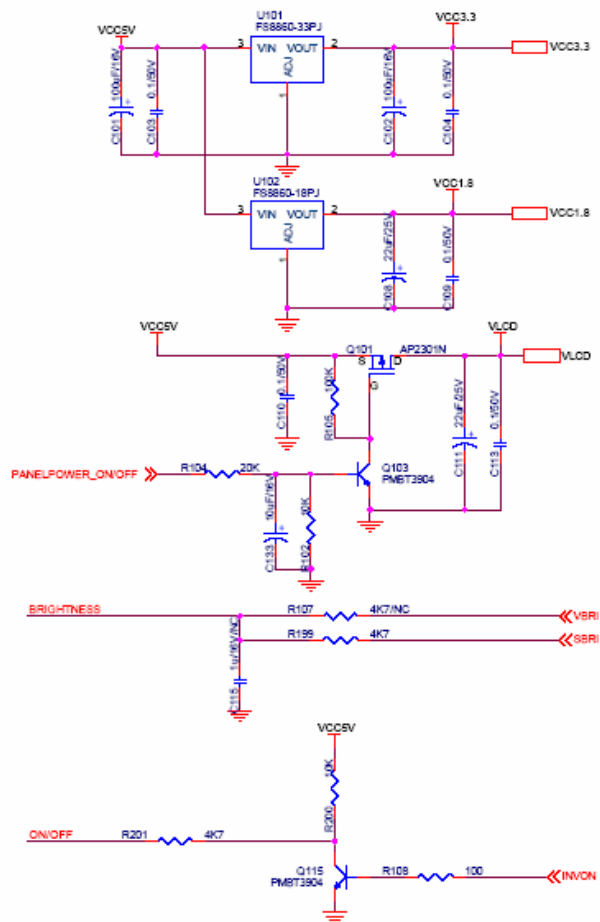 U101
FS8860-33PJ
VCC5V
VCC3.3
3 VIN VOUT 2
VCC3.3
ADJ
1
100uF/16V
C101
0.1/50V
C103
100uF/16V
C102
0.1/50V
C104
U102
FS8860-18PJ
VCC1.8
3 VIN VOUT 2
VCC1.8
ADJ
1
22uF/25V
C108
0.1/50V
C109
VCC5V
Q101
AP2301N
VLCD
S D
VLCD
G
0.1/50V
C110
100K
R105
22uF/25V
C111
0.1/50V
C113
Q103
PMBT3904
PANELPOWER_ON/OFF
R104 20K
10uF/16V
C133
R102
BRIGHTNESS
R107 4K7/NC
VBRI
R199 4K7
SBRI
1u/16V/NC
C115
VCC5V
10K
R200
ON/OFF
R201 4K7
Q115
PMBT3904
R108 100
INVON